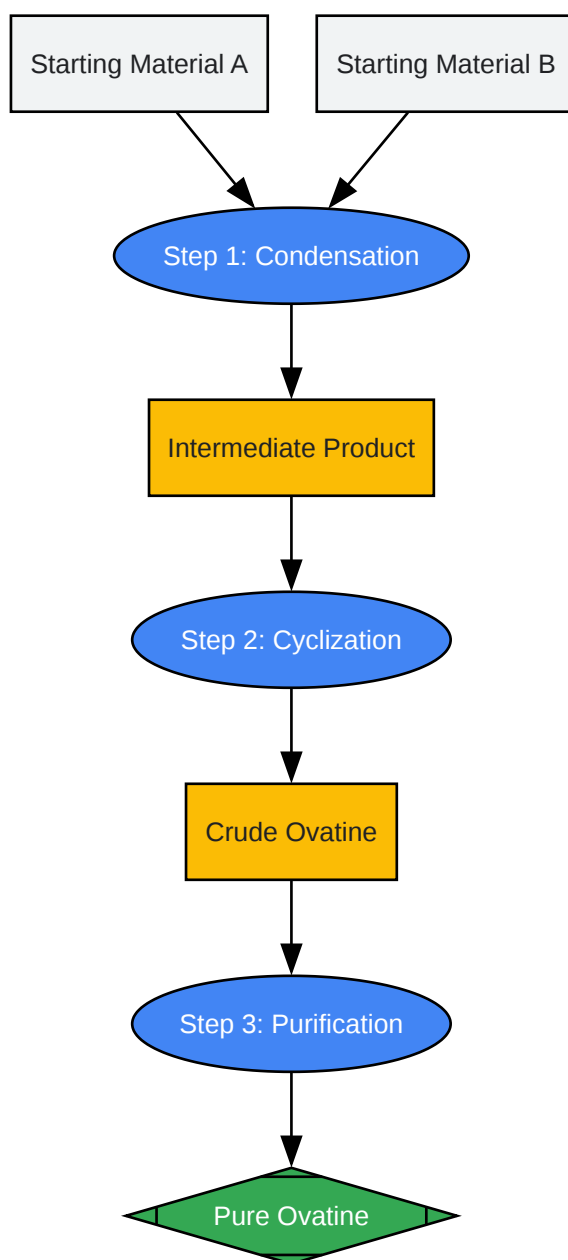 Starting Material A
Starting Material B
Step 1: Condensation
Intermediate Product
Step 2: Cyclization
Crude Ovatine
Step 3: Purification
Pure Ovatine